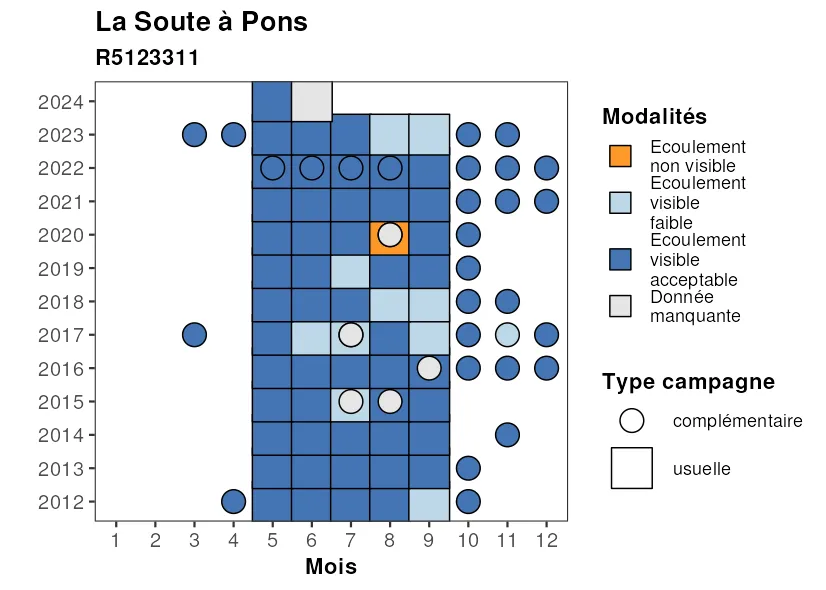 La Soute à Pons
R5123311
2024
2023
2022
2021
2020
2019
2018
2017
2016
2015
2014
2013
2012
1 2 3 4 5 6 7 8 9 10 11 12
Mois
Modalités
Ecoulement
non visible
Ecoulement
visible
faible
Ecoulement
visible
acceptable
Donnée
manquante
Type campagne
complémentaire
usuelle